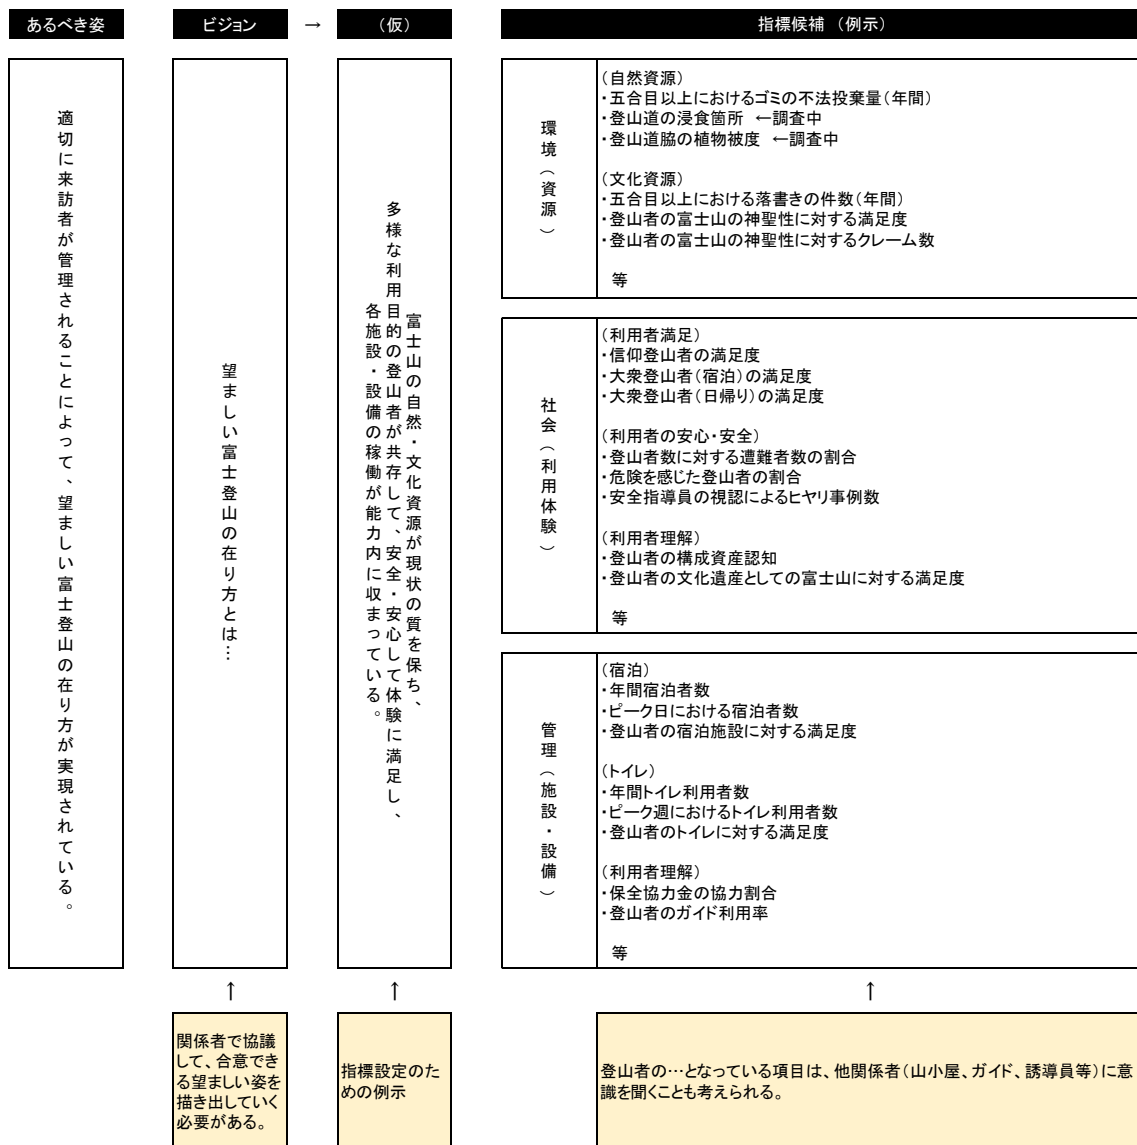 あるべき姿
ビジョン
→
（仮）
指標候補 （例示）
適切に来訪者が管理されることによって、望ましい富士登山の在り方が実現されている。
望ましい富士登山の在り方とは…
富士山の自然・文化資源が現状の質を保ち、
多様な利用目的の登山者が共存して、安全・安心して体験に満足し、
各施設・設備の稼働が能力内に収まっている。
環境（資源）
（自然資源）
・五合目以上におけるゴミの不法投棄量（年間）
・登山道の浸食箇所 ←調査中
・登山道脇の植物被度 ←調査中
（文化資源）
・五合目以上における落書きの件数（年間）
・登山者の富士山の神聖性に対する満足度
・登山者の富士山の神聖性に対するクレーム数
等
社会（利用体験）
（利用者満足）
・信仰登山者の満足度
・大衆登山者（宿泊）の満足度
・大衆登山者（日帰り）の満足度
（利用者の安心・安全）
・登山者数に対する遭難者数の割合
・危険を感じた登山者の割合
・安全指導員の視認によるヒヤリ事例数
（利用者理解）
・登山者の構成資産認知
・登山者の文化遺産としての富士山に対する満足度
等
管理（施設・設備）
（宿泊）
・年間宿泊者数
・ピーク日における宿泊者数
・登山者の宿泊施設に対する満足度
（トイレ）
・年間トイレ利用者数
・ピーク週におけるトイレ利用者数
・登山者のトイレに対する満足度
（利用者理解）
・保全協力金の協力割合
・登山者のガイド利用率
等
↑
↑
↑
関係者で協議
して、合意でき
る望ましい姿を
描き出していく
必要がある。
指標設定のた
めの例示
登山者の…となっている項目は、他関係者（山小屋、ガイド、誘導員等）に意
識を聞くことも考えられる。